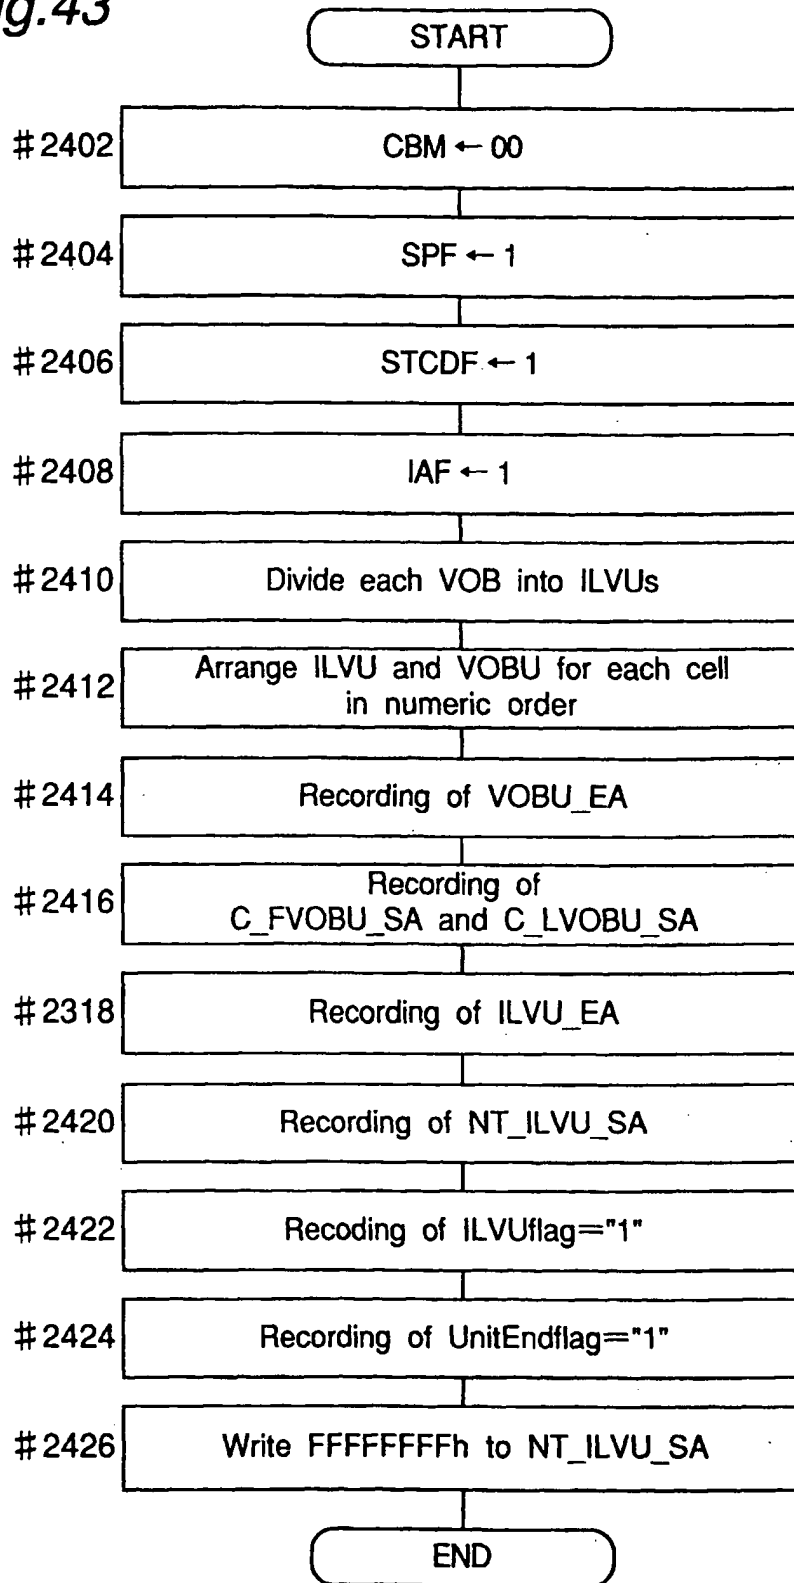 ig.43
START
#2402 CBM ← 00
#2404 SPF ← 1
#2406 STCDF ← 1
#2408 IAF ← 1
#2410 Divide each VOB into ILVUs
#2412 Arrange ILVU and VOBU for each cell
in numeric order
#2414 Recording of VOBU_EA
#2416 Recording of
C_FVOBU_SA and C_LVOBU_SA
#2318 Recording of ILVU_EA
#2420 Recording of NT_ILVU_SA
#2422 Recoding of ILVUflag="1"
#2424 Recording of UnitEndflag="1"
#2426 Write FFFFFFFFh to NT_ILVU_SA
END